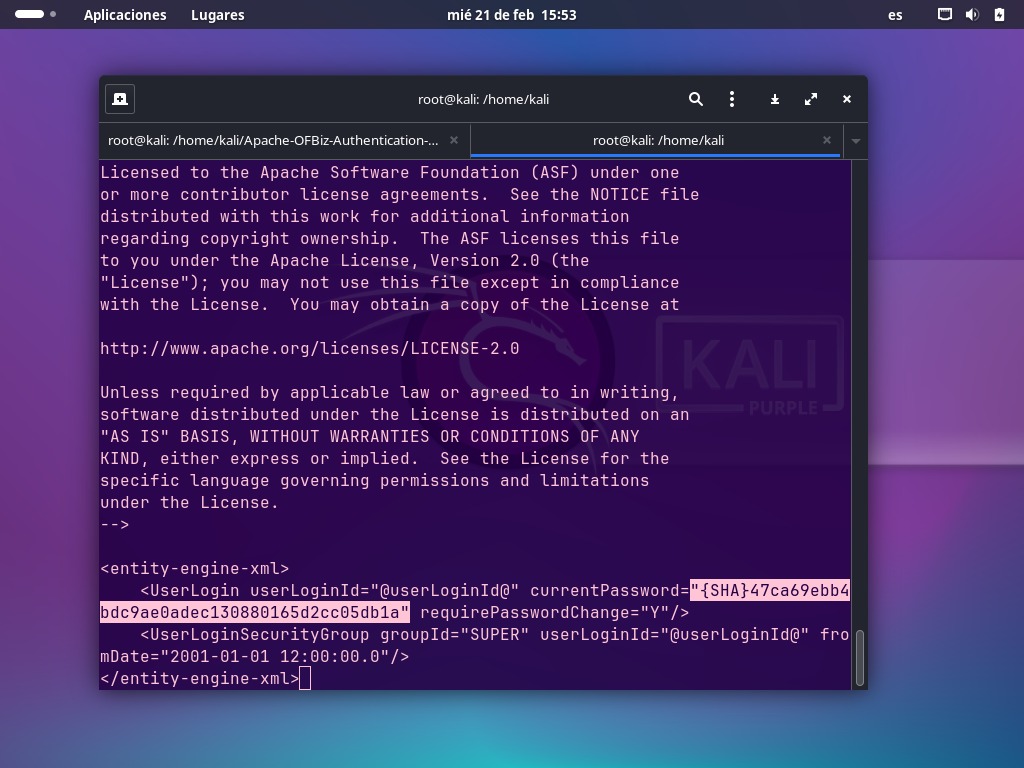 Aplicaciones Lugares mié 21 de feb 15:53 es
root@kali: /home/kali
root@kali: /home/kali/Apache-OFBiz-Authentication-… root@kali: /home/kali
Licensed to the Apache Software Foundation (ASF) under one
or more contributor license agreements.  See the NOTICE file
distributed with this work for additional information
regarding copyright ownership.  The ASF licenses this file
to you under the Apache License, Version 2.0 (the
"License"); you may not use this file except in compliance
with the License.  You may obtain a copy of the License at
http://www.apache.org/licenses/LICENSE-2.0
Unless required by applicable law or agreed to in writing,
software distributed under the License is distributed on an
"AS IS" BASIS, WITHOUT WARRANTIES OR CONDITIONS OF ANY
KIND, either express or implied.  See the License for the
specific language governing permissions and limitations
under the License.
-->
<entity-engine-xml>
    <UserLogin userLoginId="@userLoginId@" currentPassword="{SHA}47ca69ebb4
bdc9ae0adec130880165d2cc05db1a" requirePasswordChange="Y"/>
    <UserLoginSecurityGroup groupId="SUPER" userLoginId="@userLoginId@" fro
mDate="2001-01-01 12:00:00.0"/>
</entity-engine-xml>
KALI
PURPLE